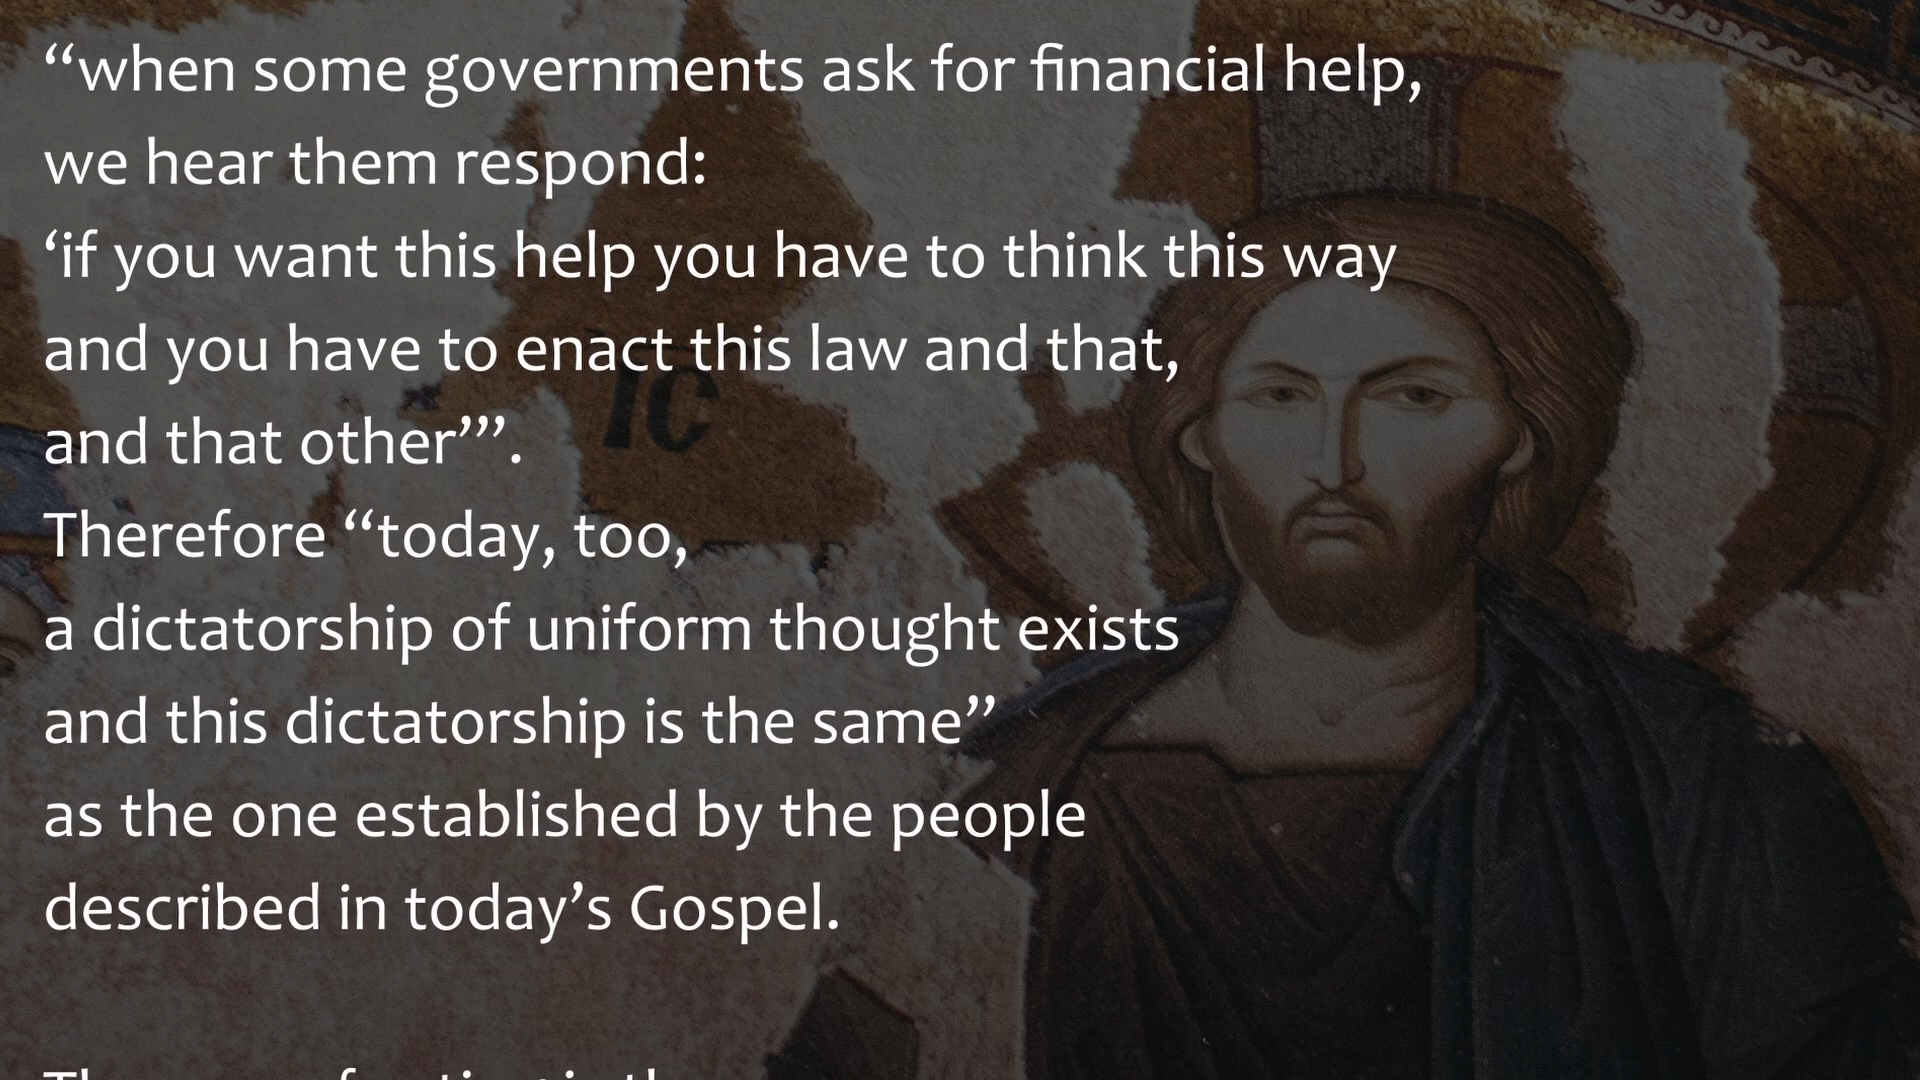 “when some governments ask for financial help,
we hear them respond:
‘if you want this help you have to think this way
and you have to enact this law and that,
and that other’”’.
Therefore “today, too,
a dictatorship of uniform thought exists
and this dictatorship is the same”
as the one established by the people
described in today’s Gospel.
IC